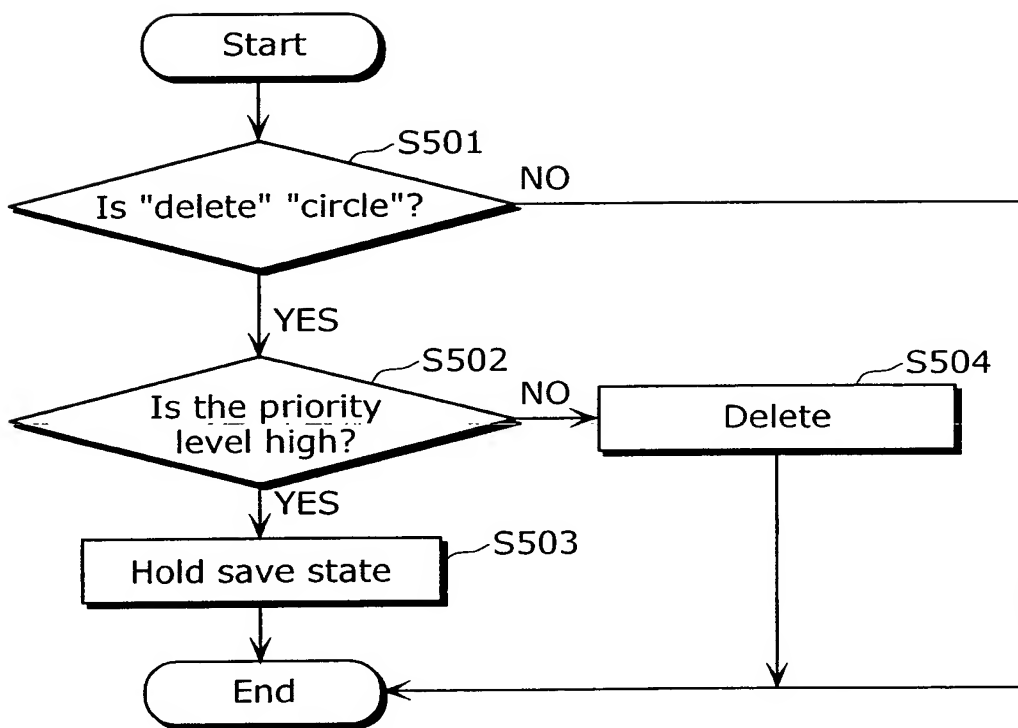 Start
S501
Is "delete" "circle"?
NO
YES
S502
Is the priority
level high?
NO
S504
Delete
YES
S503
Hold save state
End